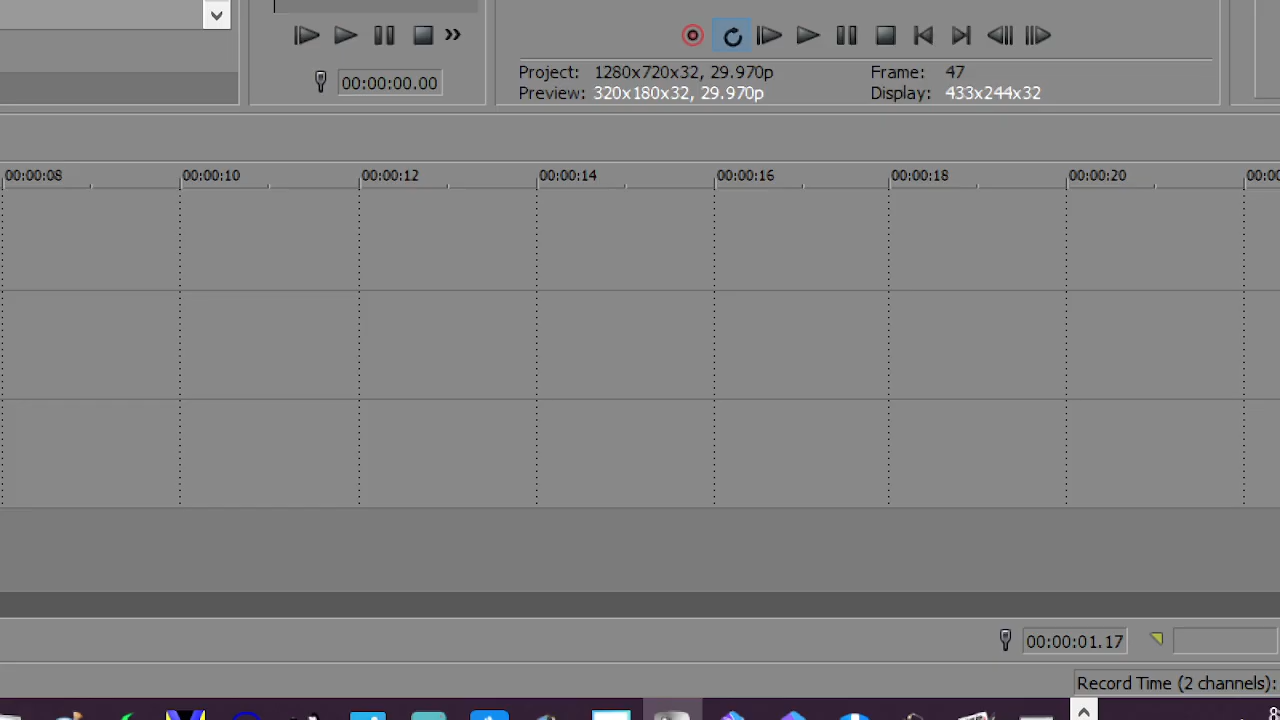 00:00:00.00
Project: 1280x720x32, 29.970p Frame: 47
Preview: 320x180x32, 29.970p Display: 433x244x32
00:00:08 00:00:10 00:00:12 00:00:14 00:00:16 00:00:18 00:00:20 00:00
00:00:01.17
Record Time (2 channels):